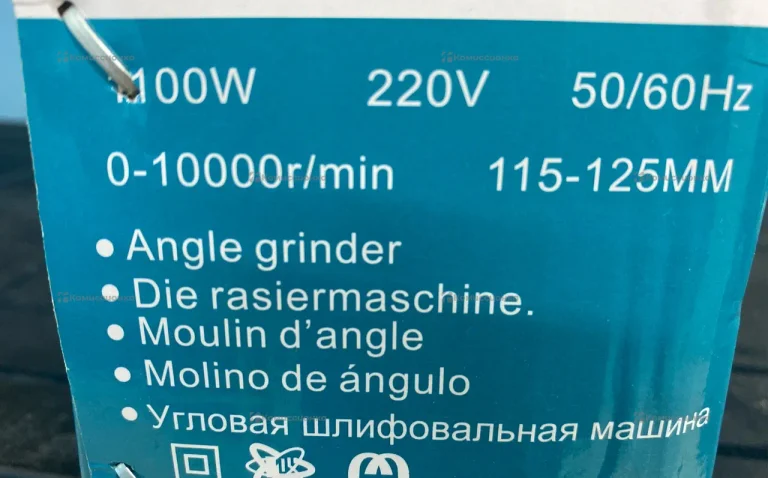 1100W 220V 50/60Hz
0-10000r/min 115-125MM
• Angle grinder
• Die rasiermaschine.
• Moulin d'angle
• Molino de ángulo
• Угловая шлифовальная машина